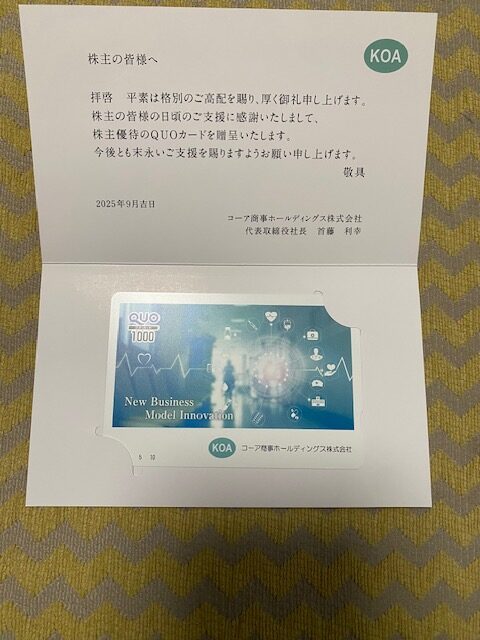 KOA
株主の皆様へ
拝啓　平素は格別のご高配を賜り、厚く御礼申し上げます。
株主の皆様の日頃のご支援に感謝いたしまして、
株主優待のQUOカードを贈呈いたします。
今後とも末永いご支援を賜りますようお願い申し上げます。
敬具
2025年9月吉日
コーア商事ホールディングス株式会社
代表取締役社長　首藤　利幸
QUO
1000
New Business
Model Innovation
KOA コーア商事ホールディングス株式会社
5 10